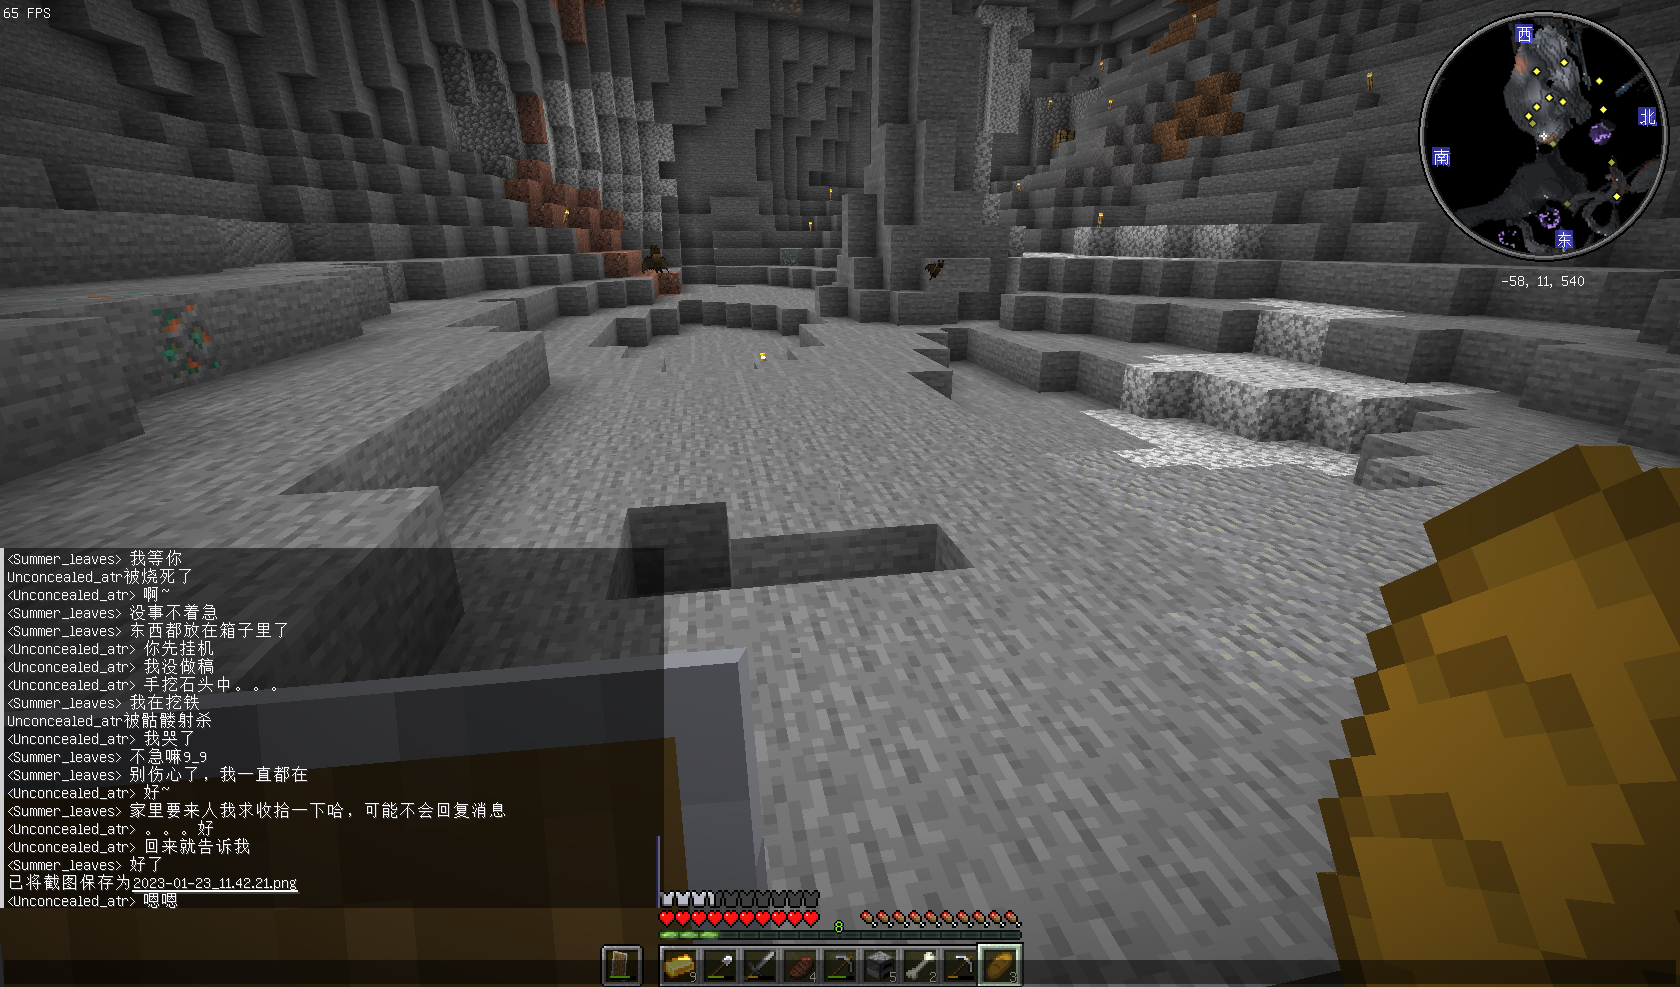 65 FPS
西
北
南
东
-58, 11, 540
<Summer_leaves> 我等你
Unconcealed_atr被烧死了
<Unconcealed_atr> 啊~
<Summer_leaves> 没事不着急
<Summer_leaves> 东西都放在箱子里了
<Unconcealed_atr> 你先挂机
<Unconcealed_atr> 我没做稿
<Unconcealed_atr> 手挖石头中。。。
<Summer_leaves> 我在挖铁
Unconcealed_atr被骷髅射杀
<Unconcealed_atr> 我哭了
<Summer_leaves> 不急嘛9_9
<Summer_leaves> 别伤心了，我一直都在
<Unconcealed_atr> 好~
<Summer_leaves> 家里要来人我求收拾一下哈，可能不会回复消息
<Unconcealed_atr> 。。。好
<Unconcealed_atr> 回来就告诉我
<Summer_leaves> 好了
已将截图保存为2023-01-23_11.42.21.png
<Unconcealed_atr> 嗯嗯
8
9
4
5
2
3